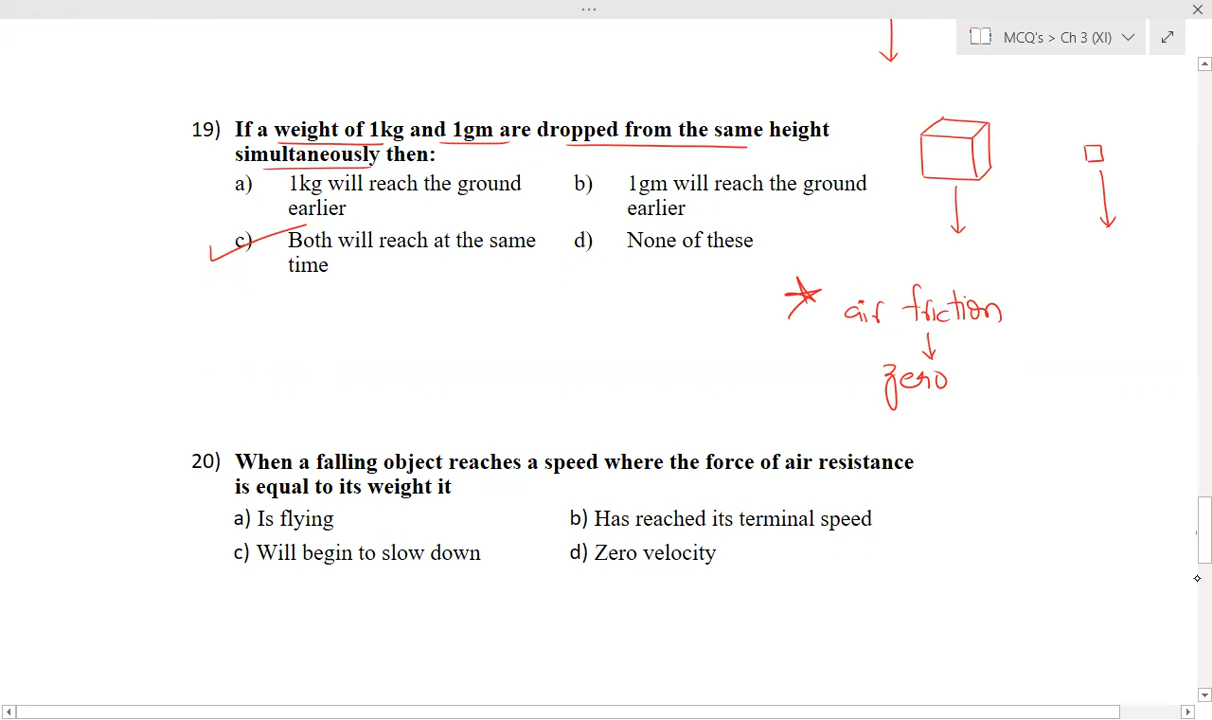 MCQ's > Ch 3 (XI)
19) If a weight of 1kg and 1gm are dropped from the same height
simultaneously then:
a) 1kg will reach the ground b) 1gm will reach the ground
earlier earlier
c) Both will reach at the same d) None of these
time
air friction
zero
20) When a falling object reaches a speed where the force of air resistance
is equal to its weight it
a) Is flying b) Has reached its terminal speed
c) Will begin to slow down d) Zero velocity